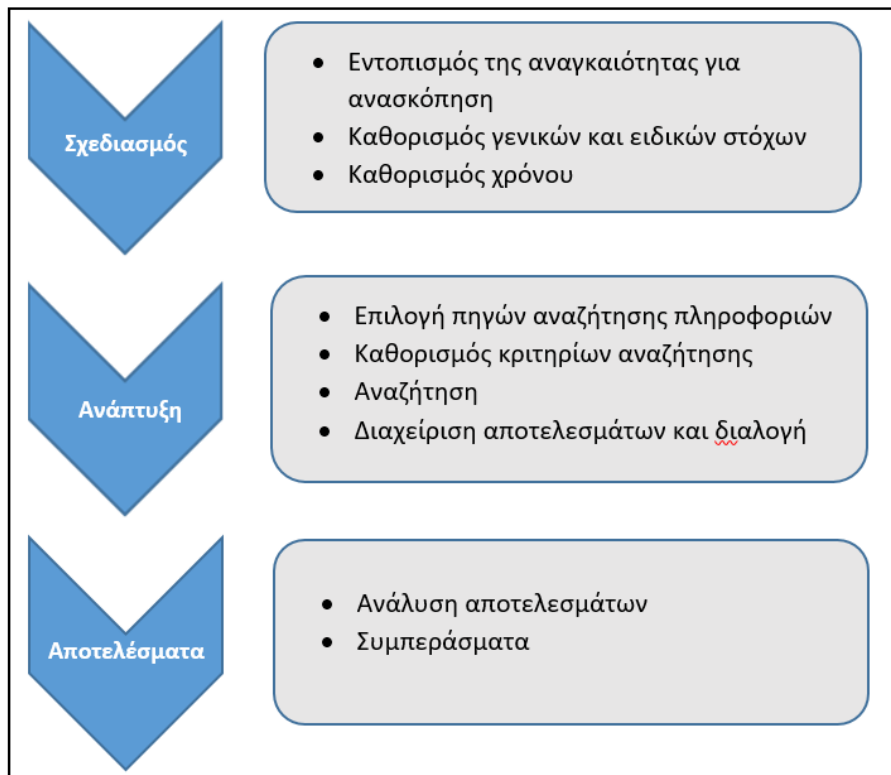 Σχεδιασμός
• Εντοπισμός της αναγκαιότητας για
ανασκόπηση
• Καθορισμός γενικών και ειδικών στόχων
• Καθορισμός χρόνου
Ανάπτυξη
• Επιλογή πηγών αναζήτησης πληροφοριών
• Καθορισμός κριτηρίων αναζήτησης
• Αναζήτηση
• Διαχείριση αποτελεσμάτων και διαλογή
Αποτελέσματα
• Ανάλυση αποτελεσμάτων
• Συμπεράσματα